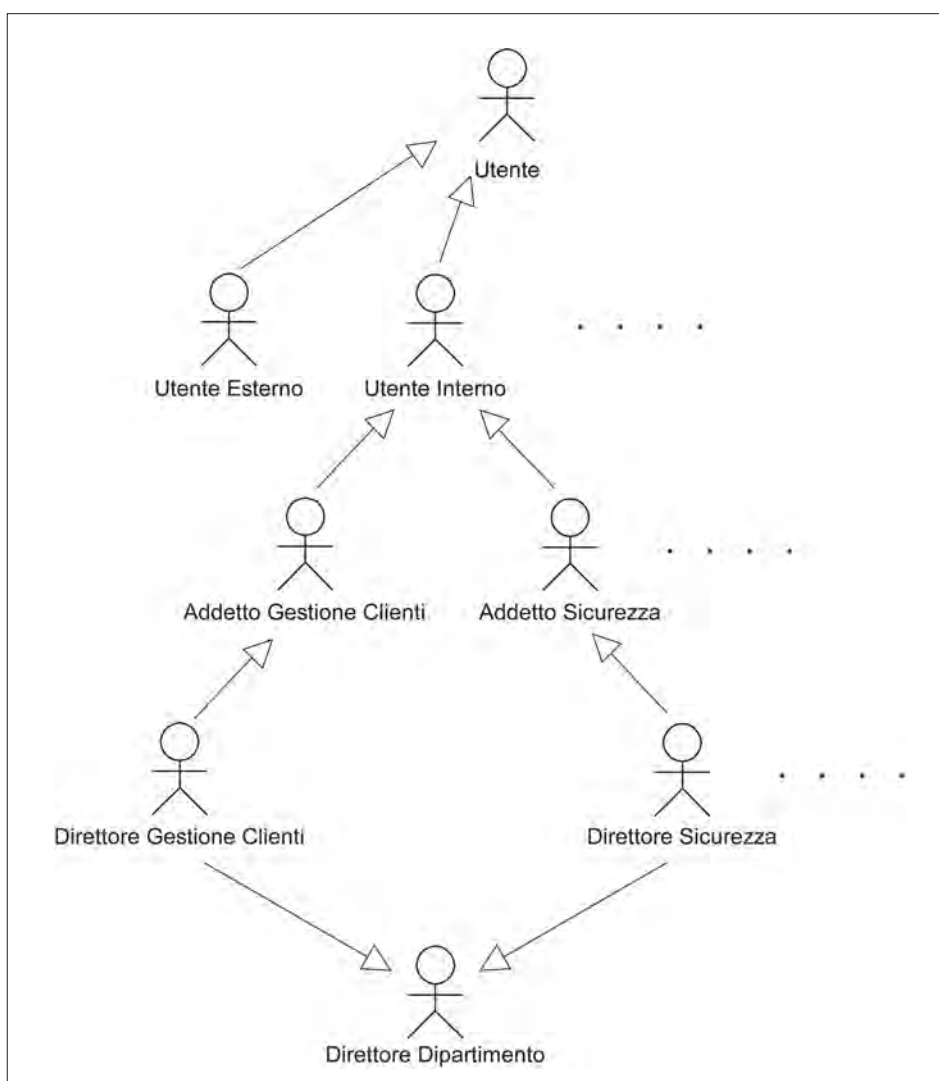 Utente
Utente Esterno
Utente Interno
Addetto Gestione Clienti
Addetto Sicurezza
Direttore Gestione Clienti
Direttore Sicurezza
Direttore Dipartimento